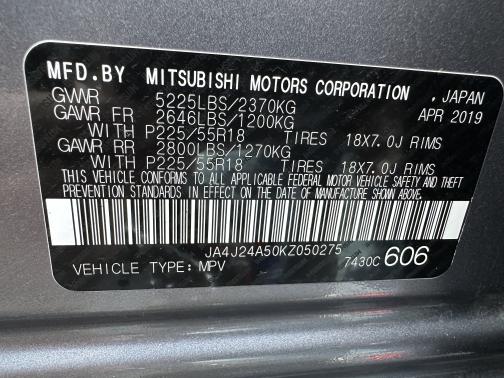 MFD.BY MITSUBISHI MOTORS CORPORATION , JAPAN
GVWR 5225LBS/2370KG APR 2019
GAWR FR 2646LBS/1200KG
WITH P225/55R18 TIRES 18X7.0J RIMS
GAWR RR 2800LBS/1270KG
WITH P225/55R18 TIRES 18X7.0J RIMS
THIS VEHICLE CONFORMS TO ALL APPLICABLE FEDERAL MOTOR VEHICLE SAFETY AND THEFT
PREVENTION STANDARDS IN EFFECT ON THE DATE OF MANUFACTURE SHOWN ABOVE.
JA4J24A50KZ050275
VEHICLE TYPE: MPV 7430C 606